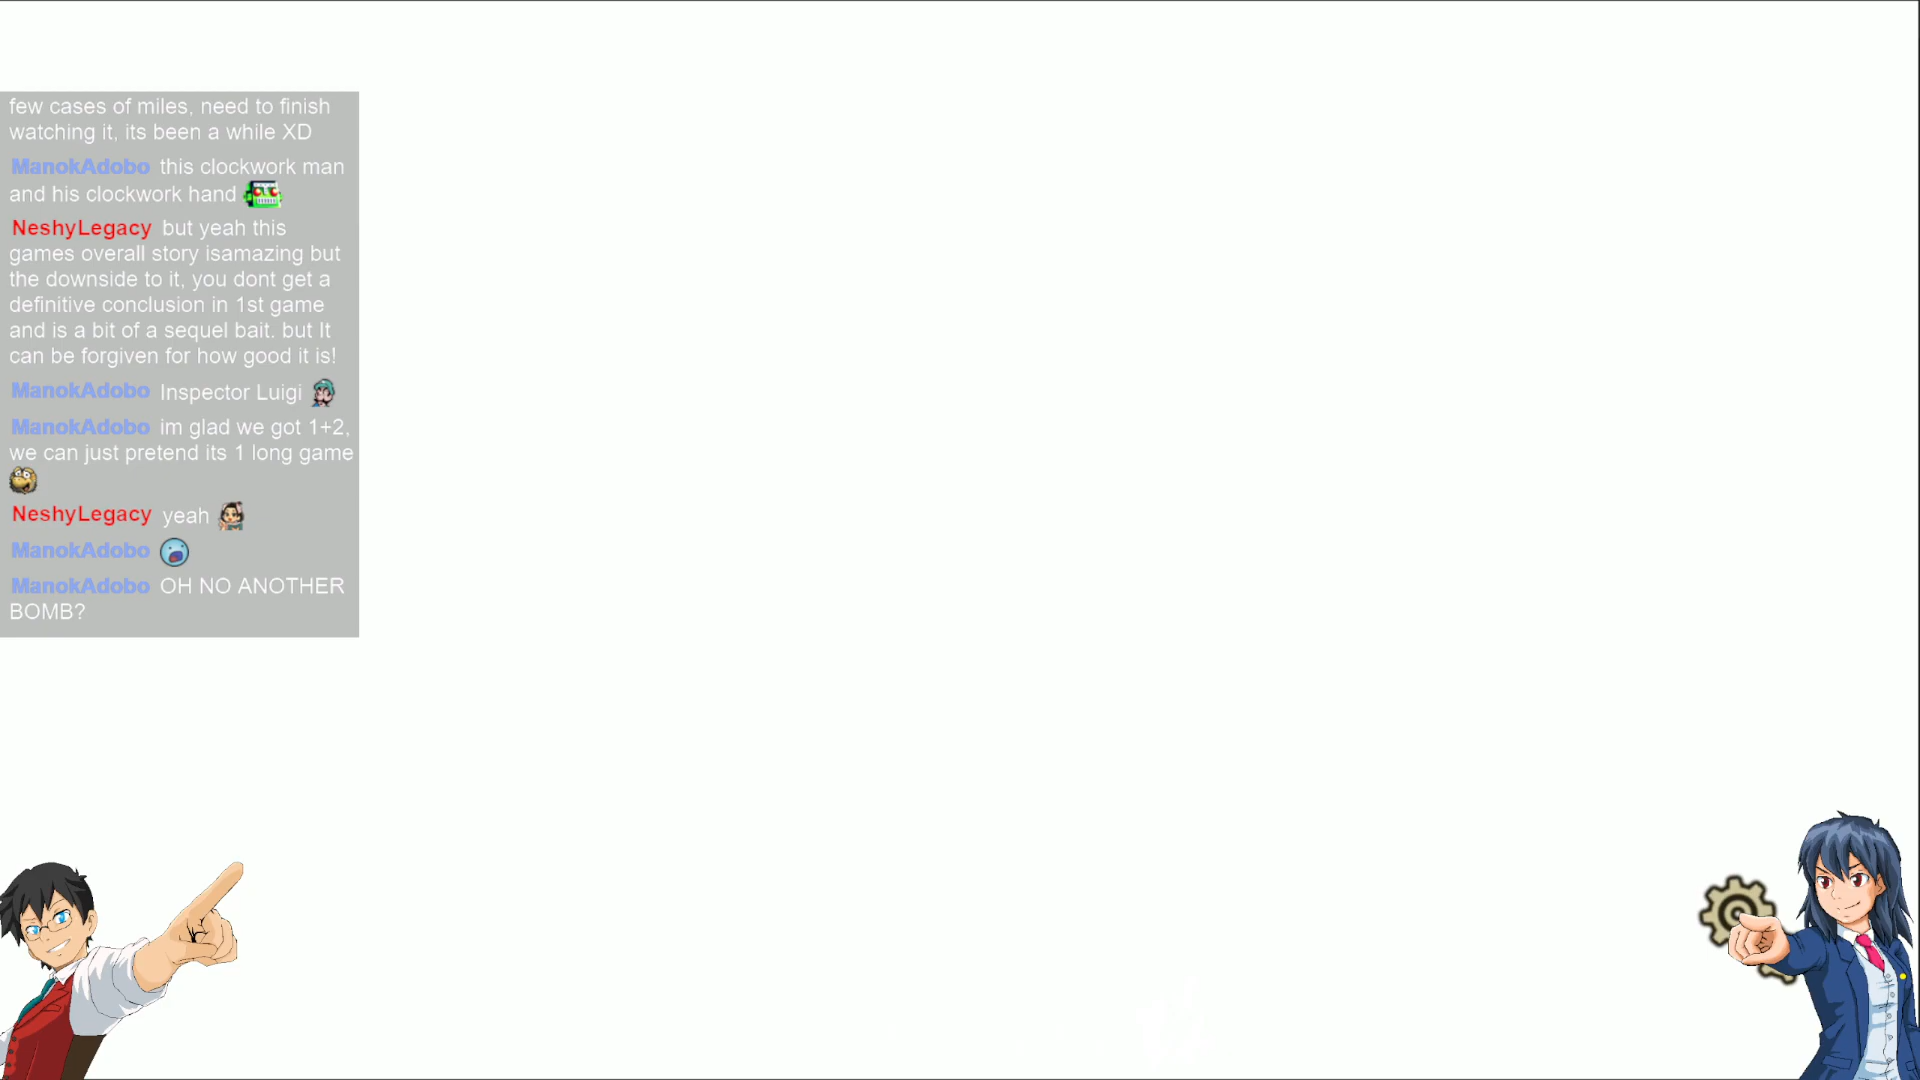 few cases of miles, need to finish
watching it, its been a while XD
ManokAdobo this clockwork man
and his clockwork hand
NeshyLegacy but yeah this
games overall story isamazing but
the downside to it, you dont get a
definitive conclusion in 1st game
and is a bit of a sequel bait. but It
can be forgiven for how good it is!
ManokAdobo Inspector Luigi
ManokAdobo im glad we got 1+2,
we can just pretend its 1 long game
NeshyLegacy yeah
ManokAdobo
ManokAdobo OH NO ANOTHER
BOMB?